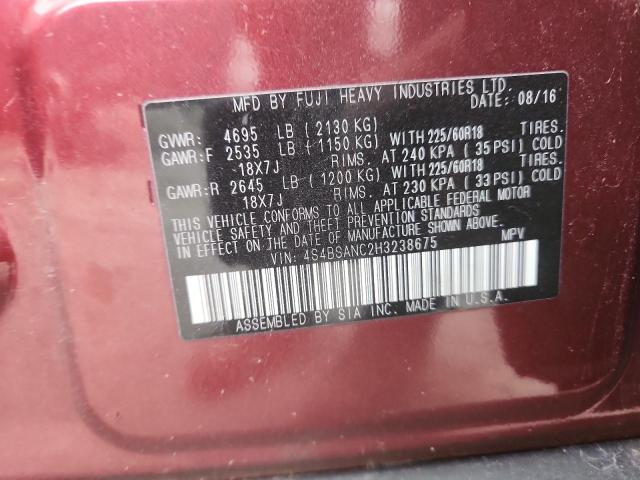 MFD BY FUJI HEAVY INDUSTRIES LTD.
DATE: 08/16
GVWR: 4695 LB ( 2130 KG)
GAWR:F 2535 LB ( 1150 KG) WITH 225/60R18 TIRES.
18X7J RIMS. AT 240 KPA ( 35 PSI) COLD
GAWR:R 2645 LB ( 1200 KG) WITH 225/60R18 TIRES.
18X7J RIMS. AT 230 KPA ( 33 PSI) COLD
THIS VEHICLE CONFORMS TO ALL APPLICABLE FEDERAL MOTOR
VEHICLE SAFETY AND THEFT PREVENTION STANDARDS
IN EFFECT ON THE DATE OF MANUFACTURE SHOWN ABOVE.
VIN: 4S4BSANC2H3238675 MPV
ASSEMBLED BY SIA INC. MADE IN U.S.A.